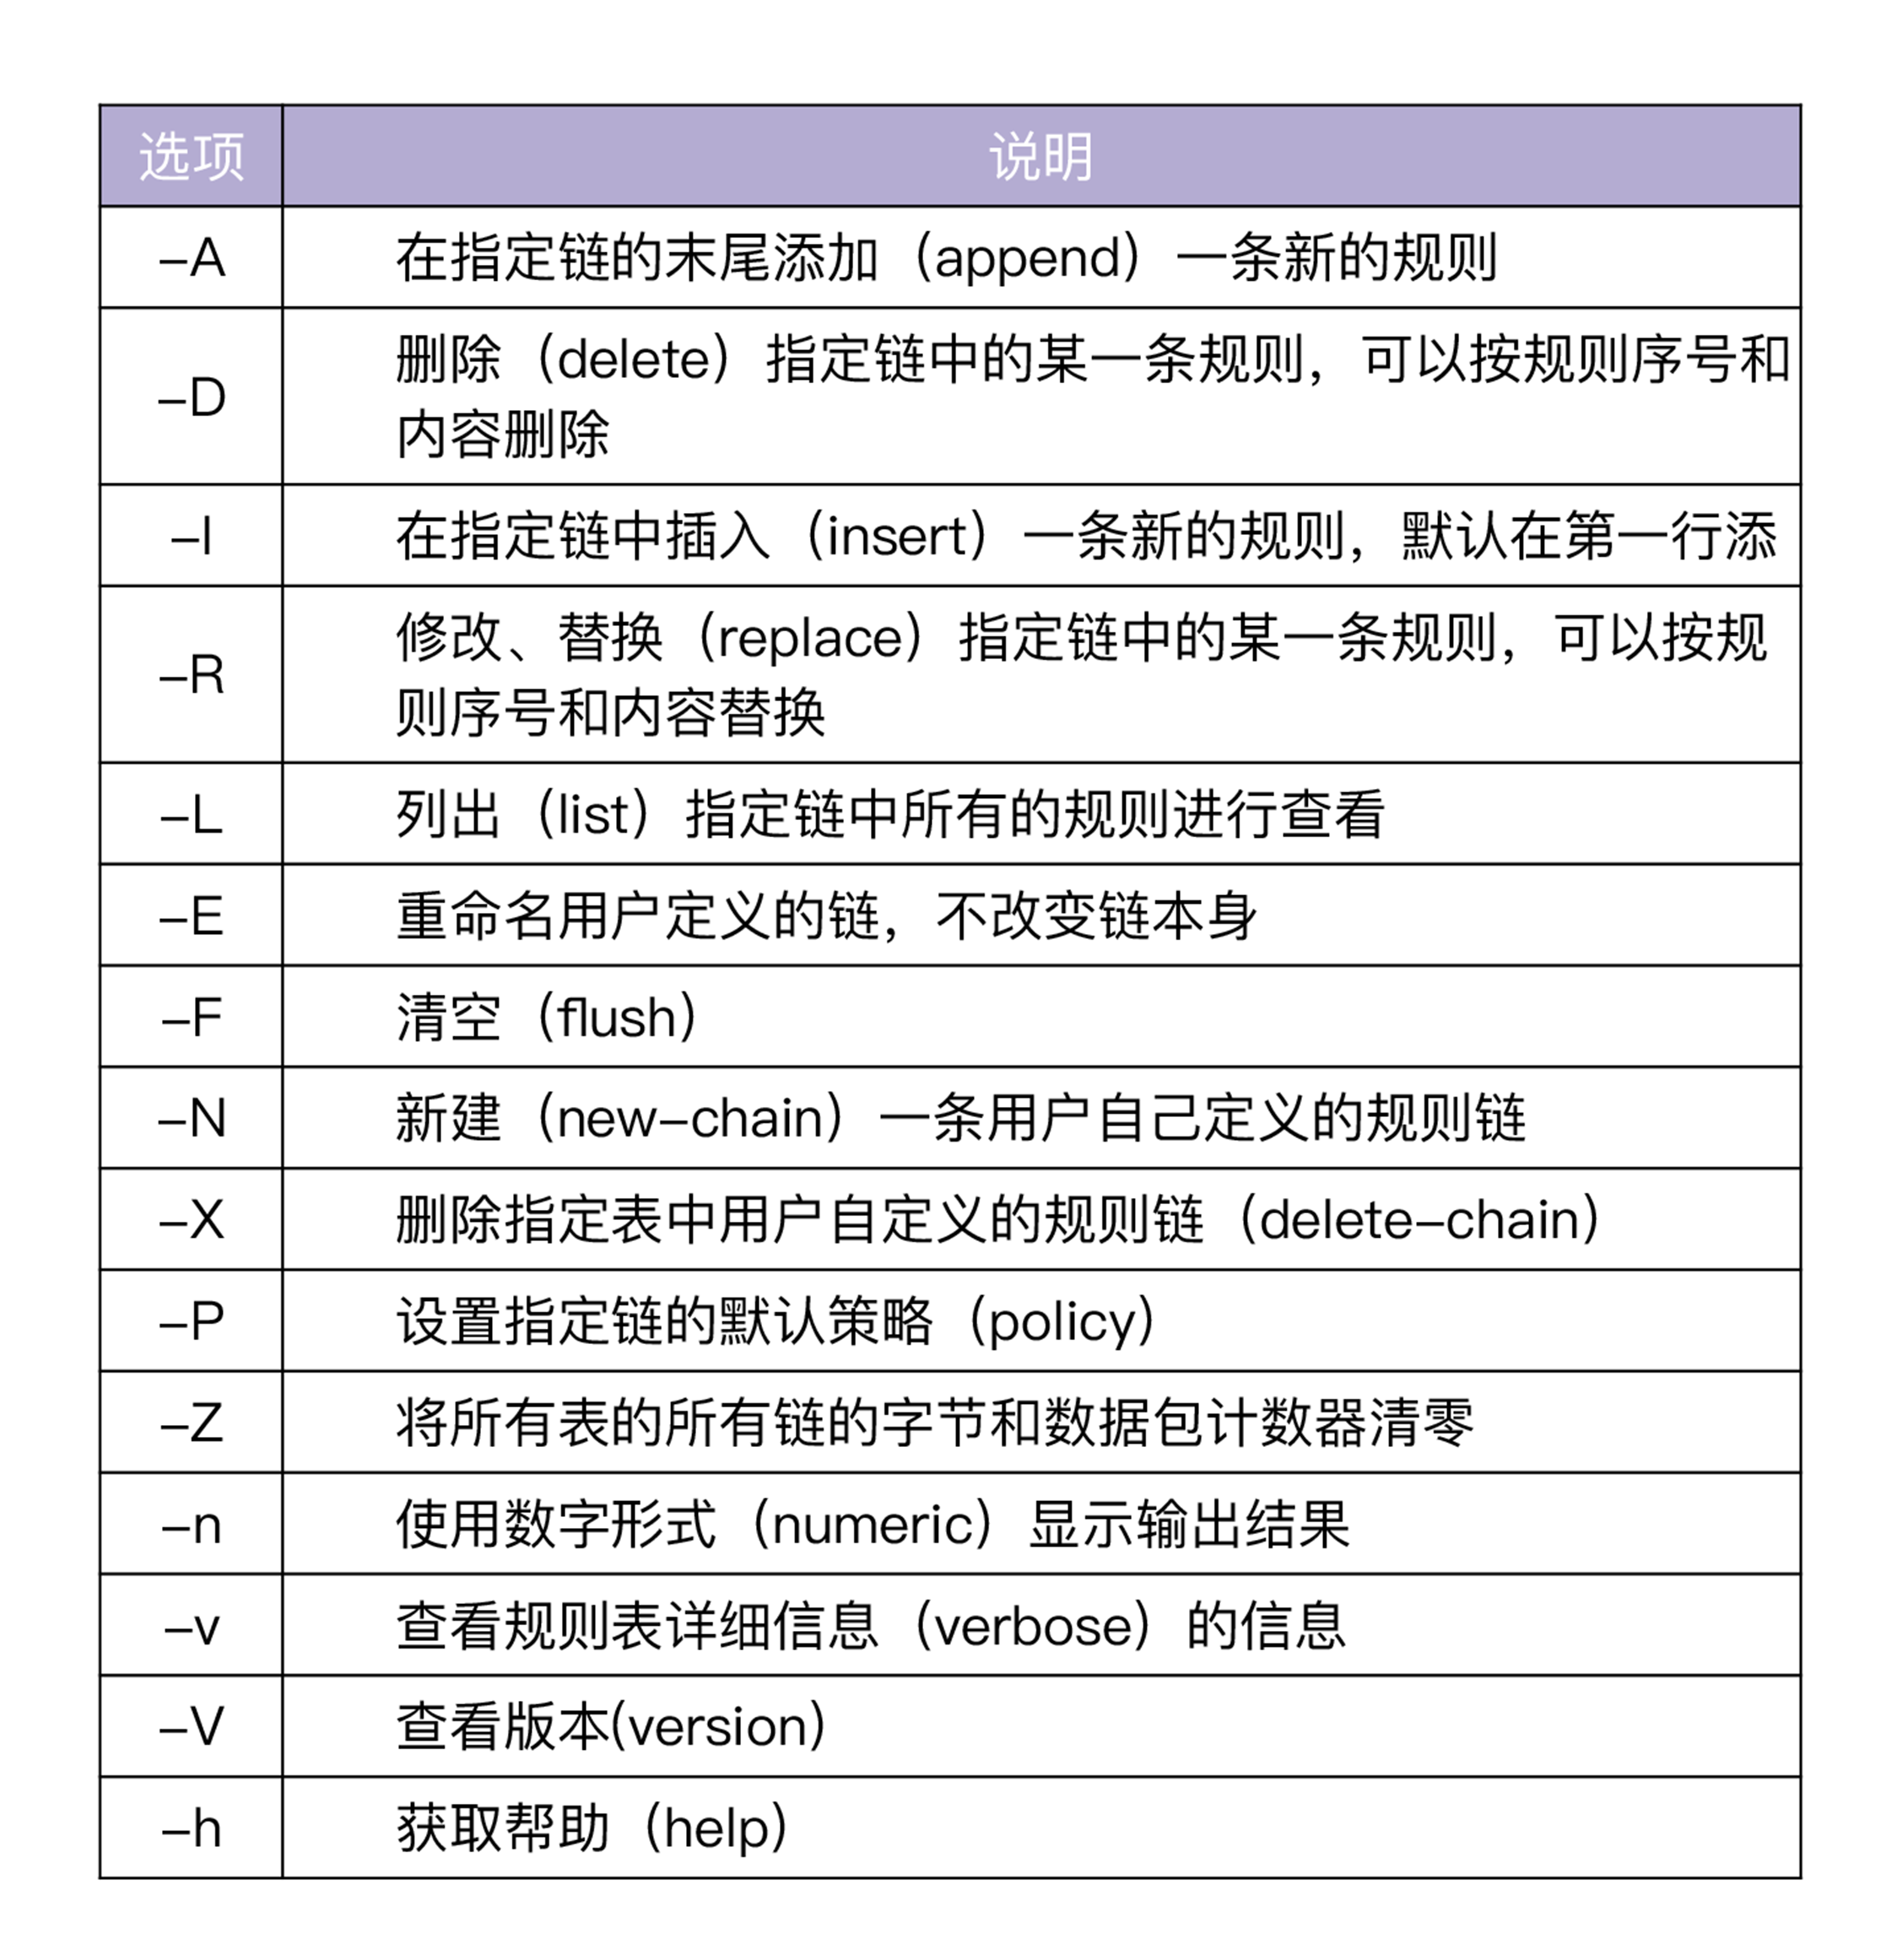 选项 说明
–A 在指定链的末尾添加（append）一条新的规则
–D 删除（delete）指定链中的某一条规则，可以按规则序号和
内容删除
–I 在指定链中插入（insert）一条新的规则，默认在第一行添
–R 修改、替换（replace）指定链中的某一条规则，可以按规
则序号和内容替换
–L 列出（list）指定链中所有的规则进行查看
–E 重命名用户定义的链，不改变链本身
–F 清空（flush）
–N 新建（new–chain）一条用户自己定义的规则链
–X 删除指定表中用户自定义的规则链（delete–chain）
–P 设置指定链的默认策略（policy）
–Z 将所有表的所有链的字节和数据包计数器清零
–n 使用数字形式（numeric）显示输出结果
–v 查看规则表详细信息（verbose）的信息
–V 查看版本(version)
–h 获取帮助（help）